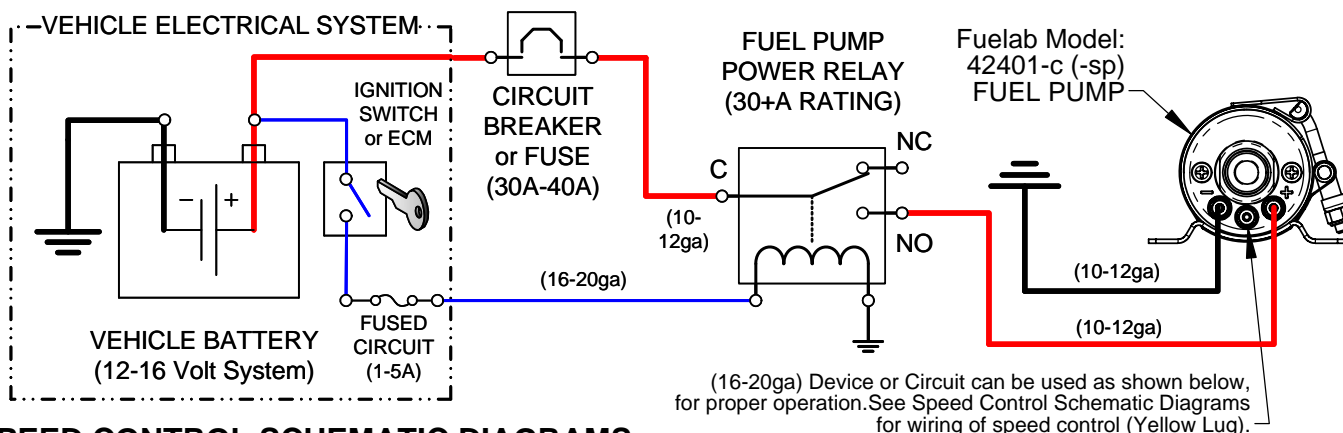 VEHICLE ELECTRICAL SYSTEM
IGNITION
SWITCH
or ECM
CIRCUIT
BREAKER
or FUSE
(30A-40A)
FUEL PUMP
POWER RELAY
(30+A RATING)
Fuelab Model:
42401-c (-sp)
FUEL PUMP
NC
C
NO
(10-
12ga)
- +
- +
(16-20ga)
(10-12ga)
(10-12ga)
FUSED
CIRCUIT
(1-5A)
VEHICLE BATTERY
(12-16 Volt System)
(16-20ga) Device or Circuit can be used as shown below,
for proper operation.See Speed Control Schematic Diagrams
for wiring of speed control (Yellow Lug).
CONTROL SCHEMATIC DIAGRAMS